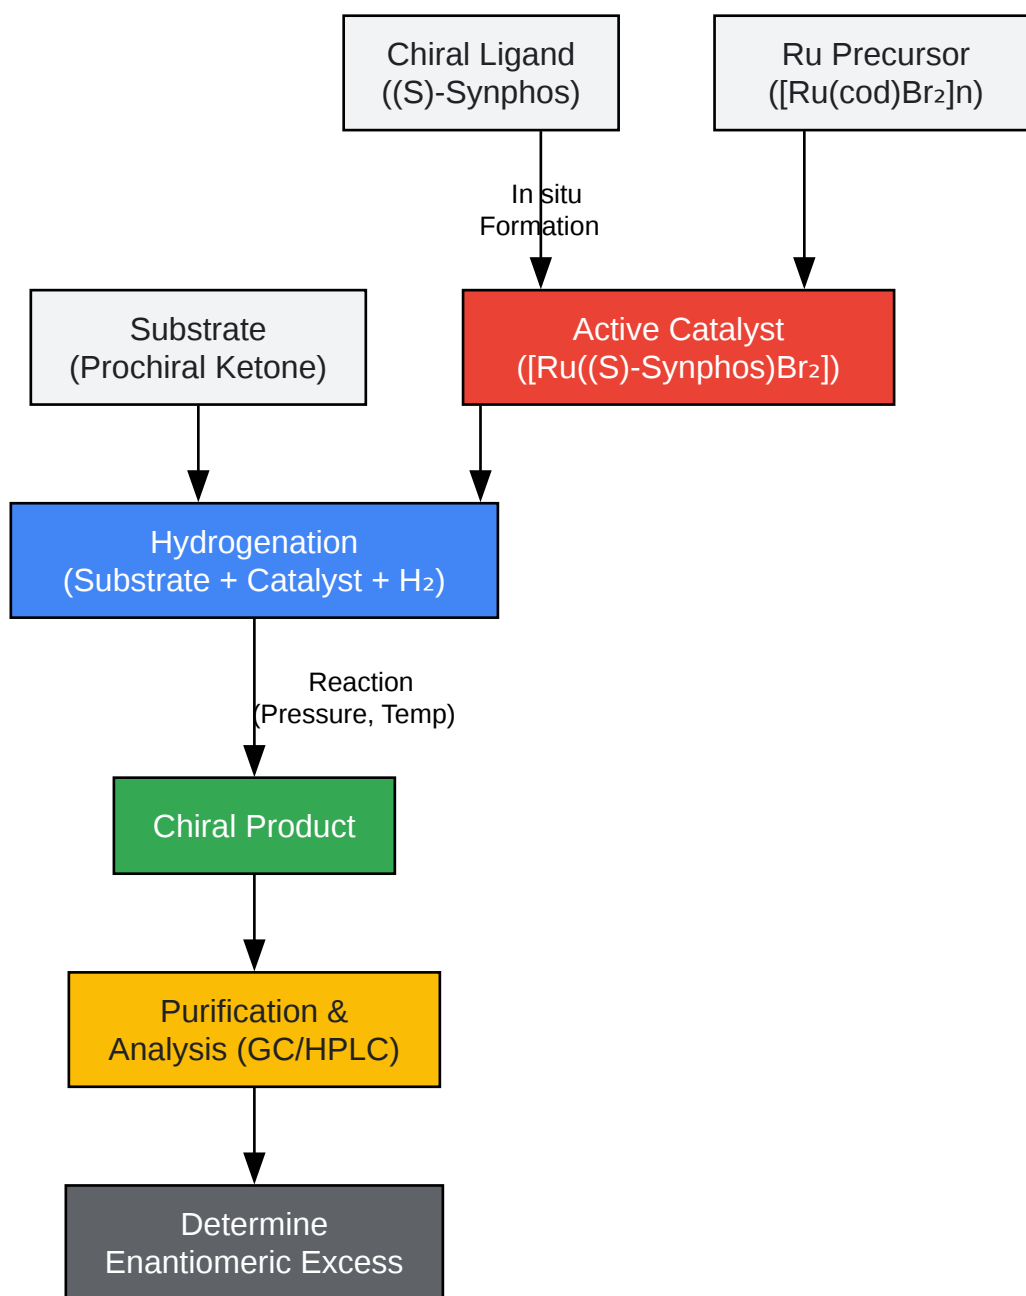 Chiral Ligand
((S)-Synphos)
Ru Precursor
([Ru(cod)Br₂]n)
In situ
Formation
Substrate
(Prochiral Ketone)
Active Catalyst
([Ru((S)-Synphos)Br₂])
Hydrogenation
(Substrate + Catalyst + H₂)
Reaction
(Pressure, Temp)
Chiral Product
Purification &
Analysis (GC/HPLC)
Determine
Enantiomeric Excess